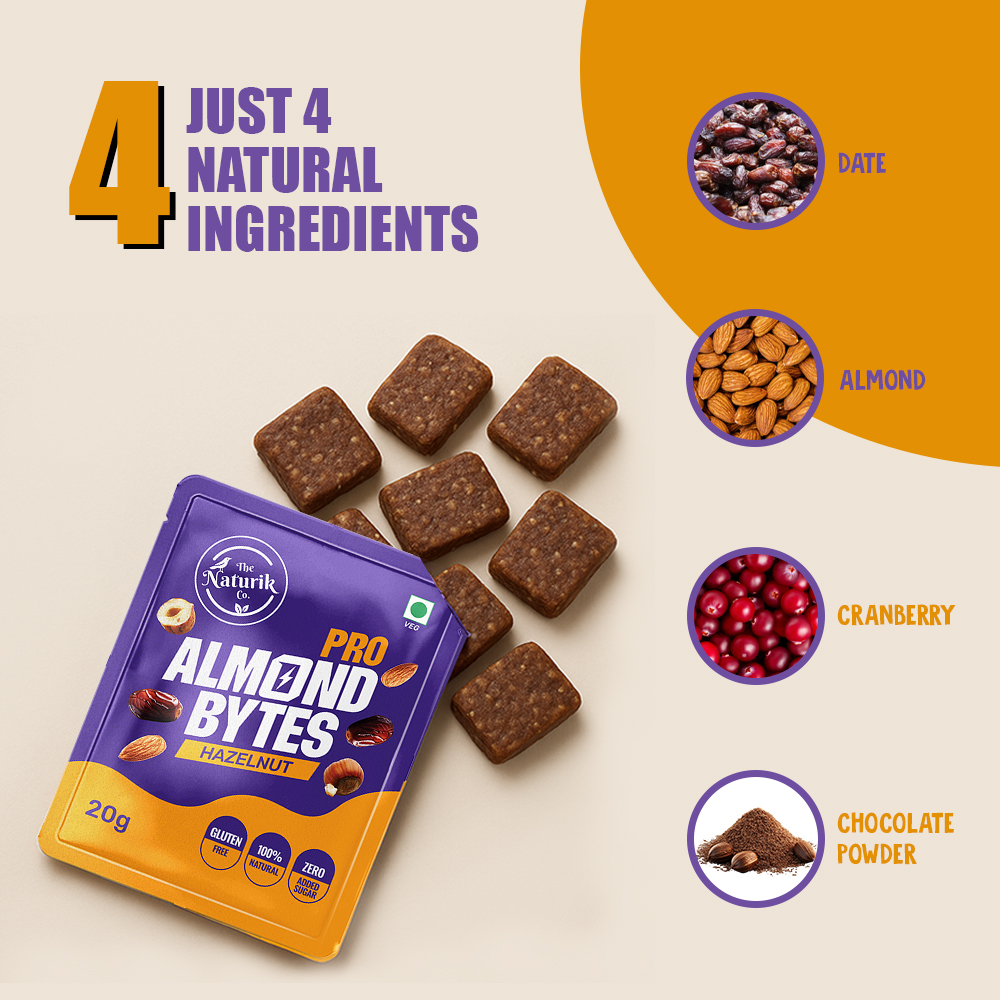 4
JUST 4
NATURAL
INGREDIENTS
DATE
ALMOND
CRANBERRY
CHOCOLATE
POWDER
The
Naturik
Co.
VEG
PRO
ALMOND
BYTES
HAZELNUT
20g
GLUTEN
FREE
100%
NATURAL
ZERO
ADDED
SUGAR